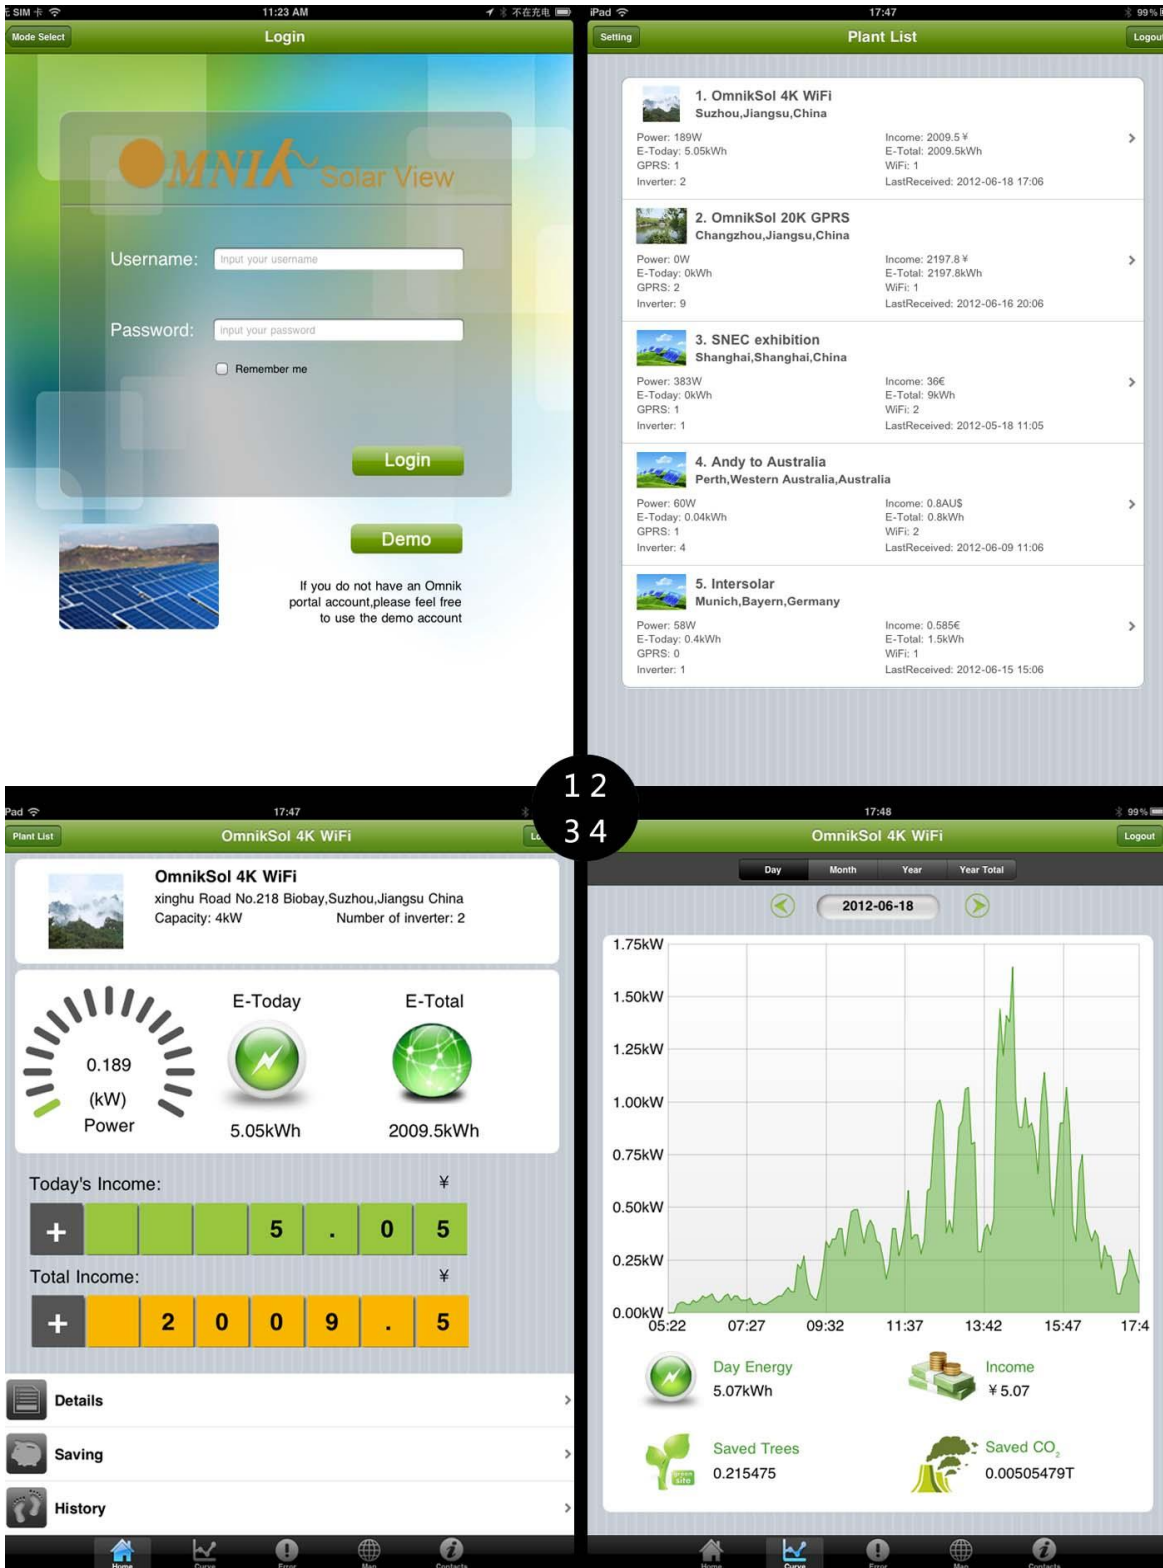 SIM 卡
11:23 AM
不在充电
Mode Select
Login
OMNIK Solar View
Username:
Input your username
Password:
Input your password
Remember me
Login
Demo
If you do not have an Omnik
portal account,please feel free
to use the demo account
iPad
17:47
99%
Setting
Plant List
Logout
1. OmnikSol 4K WiFi
Suzhou,Jiangsu,China
Power: 189W Income: 2009.5 ¥
E-Today: 5.05kWh E-Total: 2009.5kWh
GPRS: 1 WiFi: 1
Inverter: 2 LastReceived: 2012-06-18 17:06
2. OmnikSol 20K GPRS
Changzhou,Jiangsu,China
Power: 0W Income: 2197.8 ¥
E-Today: 0kWh E-Total: 2197.8kWh
GPRS: 2 WiFi: 1
Inverter: 9 LastReceived: 2012-06-16 20:06
3. SNEC exhibition
Shanghai,Shanghai,China
Power: 383W Income: 36€
E-Today: 0kWh E-Total: 9kWh
GPRS: 1 WiFi: 2
Inverter: 1 LastReceived: 2012-05-18 11:05
4. Andy to Australia
Perth,Western Australia,Australia
Power: 60W Income: 0.8AU$
E-Today: 0.04kWh E-Total: 0.8kWh
GPRS: 1 WiFi: 2
Inverter: 4 LastReceived: 2012-06-09 11:06
5. Intersolar
Munich,Bayern,Germany
Power: 58W Income: 0.585€
E-Today: 0.4kWh E-Total: 1.5kWh
GPRS: 0 WiFi: 1
Inverter: 1 LastReceived: 2012-06-15 15:06
1 2
3 4
Pad
17:47
Plant List
OmnikSol 4K WiFi
Lo
OmnikSol 4K WiFi
xinghu Road No.218 Biobay,Suzhou,Jiangsu China
Capacity: 4kW Number of inverter: 2
E-Today E-Total
0.189
(kW)
Power
5.05kWh 2009.5kWh
Today's Income: ¥
+ 5 . 0 5
Total Income: ¥
+ 2 0 0 9 . 5
Details
Saving
History
Home Curve Error Map Contacts
17:48
99%
OmnikSol 4K WiFi
Logout
Day Month Year Year Total
2012-06-18
1.75kW
1.50kW
1.25kW
1.00kW
0.75kW
0.50kW
0.25kW
0.00kW
05:22 07:27 09:32 11:37 13:42 15:47 17:4
Day Energy Income
5.07kWh ¥ 5.07
Saved Trees Saved CO₂
0.215475 0.00505479T
green
site
Home Curve Error Map Contacts